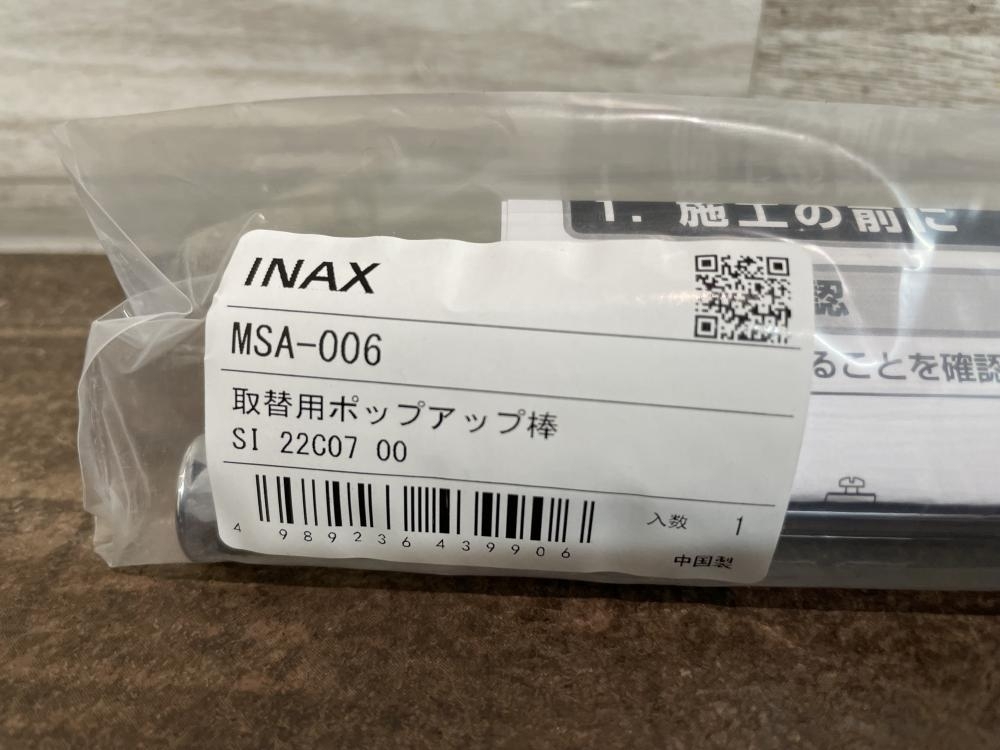 1. 施工の前に
認
ることを確認
INAX
MSA-006
取替用ポップアップ棒
SI 22C07 00
4 989236 439906
入数 1
中国製